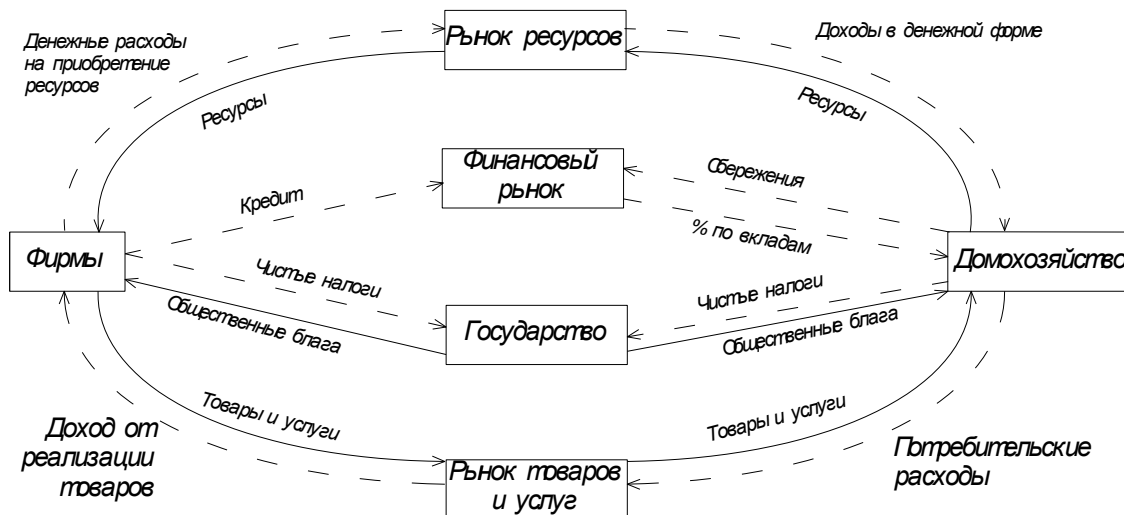 Денежные расходы
на приобретение
ресурсов
Рынок ресурсов
Доходы в денежной форме
Ресурсы
Ресурсы
Финансовый
рынок
Кредит
Сбережения
% по вкладам
Фирмы
Домохозяйство
Чистые налоги
Чистые налоги
Общественные блага
Государство
Общественные блага
Товары и услуги
Товары и услуги
Доход от
реализации
товаров
Рынок товаров
и услуг
Потребительские
расходы